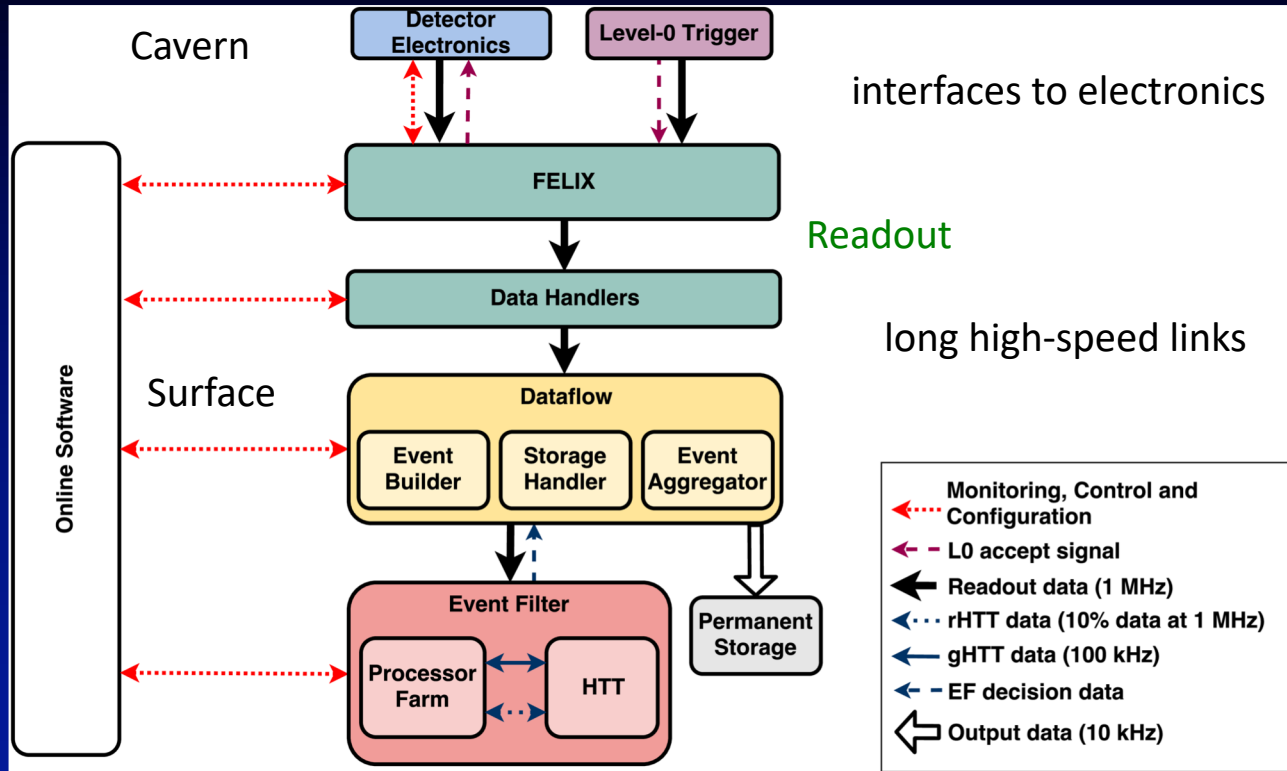 Detector
Electronics
Level-0 Trigger
Cavern
interfaces to electronics
FELIX
Readout
Data Handlers
long high-speed links
Online Software
Surface
Dataflow
Event
Builder
Storage
Handler
Event
Aggregator
Event Filter
Processor
Farm
HTT
Permanent
Storage
Monitoring, Control and
Configuration
L0 accept signal
Readout data (1 MHz)
rHTT data (10% data at 1 MHz)
gHTT data (100 kHz)
EF decision data
Output data (10 kHz)